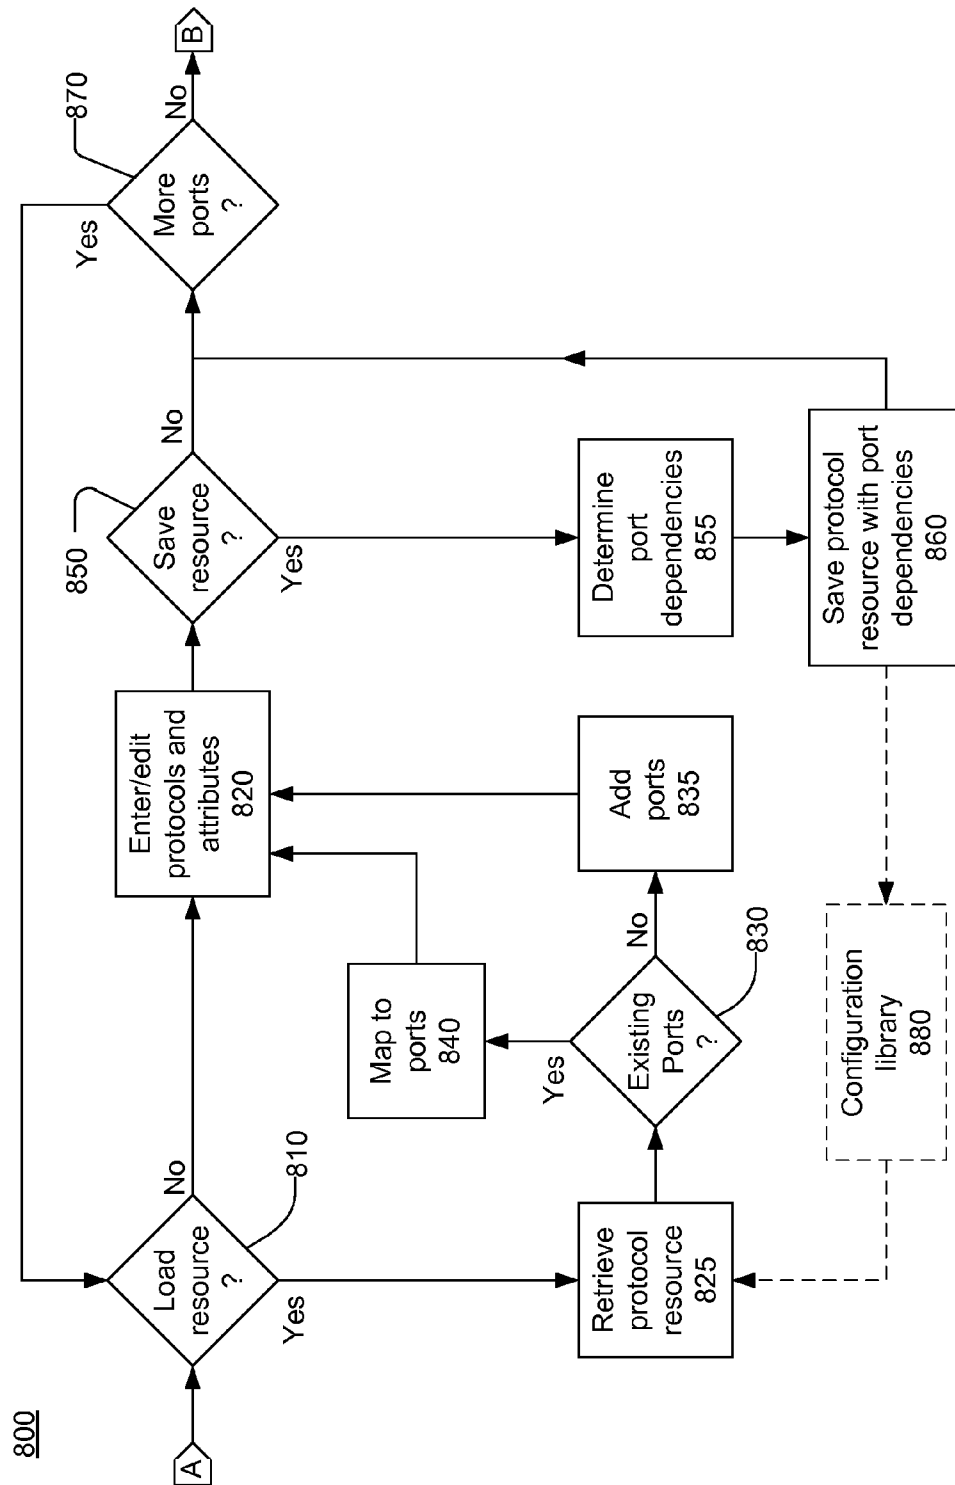 800
A
Load
resource
?
810
No
Yes
Enter/edit
protocols and
attributes
820
Save
resource
?
850
No
Yes
More
ports
?
870
No
Yes
B
Retrieve
protocol
resource
825
Existing
Ports
?
830
Yes
No
Map to
ports
840
Add
ports
835
Determine
port
dependencies
855
Save protocol
resource with port
dependencies
860
Configuration
library
880